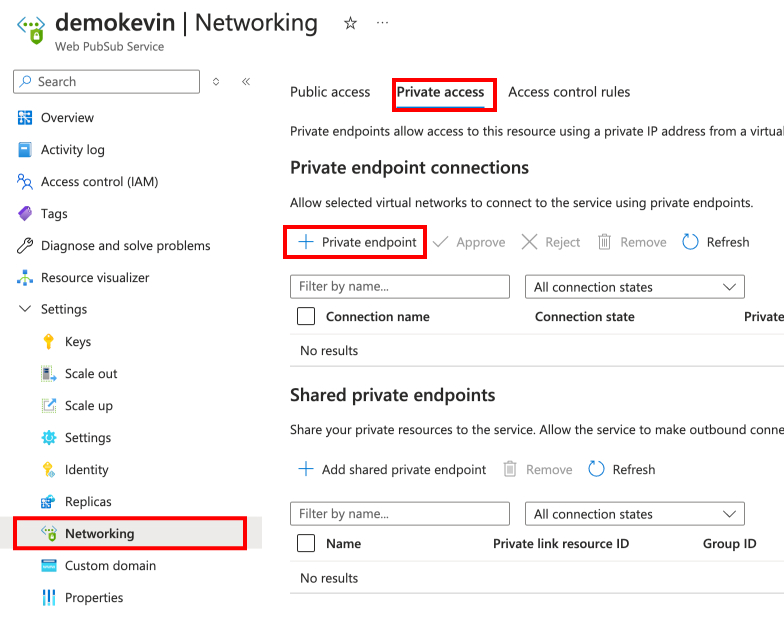 demokevin | Networking
Web PubSub Service
Search
Overview
Activity log
Access control (IAM)
Tags
Diagnose and solve problems
Resource visualizer
Settings
Keys
Scale out
Scale up
Settings
Identity
Replicas
Networking
Custom domain
Properties
Public access Private access Access control rules
Private endpoints allow access to this resource using a private IP address from a virtual
Private endpoint connections
Allow selected virtual networks to connect to the service using private endpoints.
Private endpoint Approve Reject Remove Refresh
Filter by name... All connection states
Connection name Connection state Private
No results
Shared private endpoints
Share your private resources to the service. Allow the service to make outbound conne
Add shared private endpoint Remove Refresh
Filter by name... All connection states
Name Private link resource ID Group ID
No results